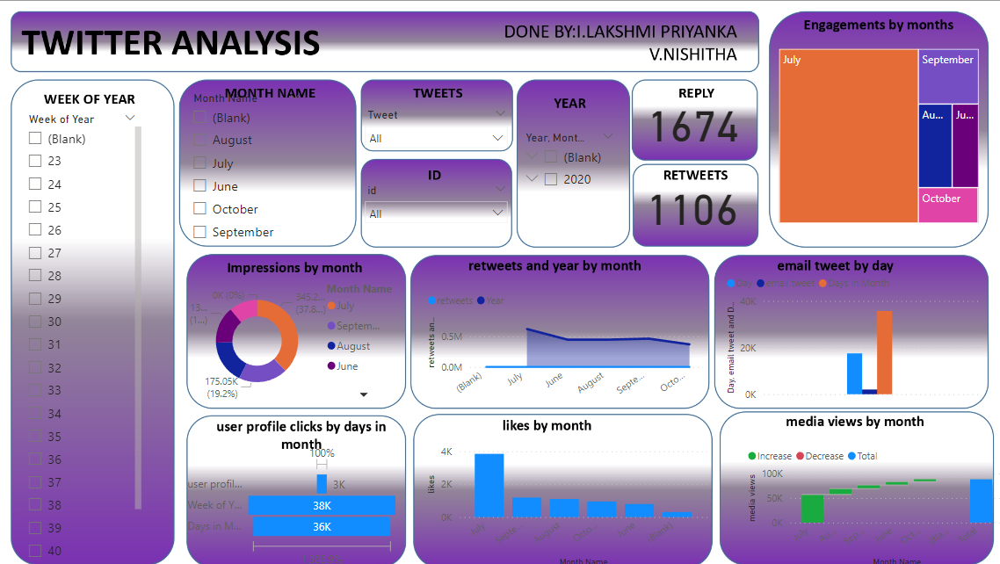 TWITTER ANALYSIS
DONE BY:I.LAKSHMI PRIYANKA
V.NISHITHA
Engagements by months
July
September
Au...
Ju...
October
WEEK OF YEAR
Week of Year
(Blank)
23
24
25
26
27
28
29
30
31
32
33
34
35
36
37
38
39
40
MONTH NAME
Month Name
(Blank)
August
July
June
October
September
TWEETS
Tweet
All
ID
id
All
YEAR
Year, Mont...
(Blank)
2020
REPLY
1674
RETWEETS
1106
Impressions by month
0K (0%)
345.2...
(37.8...)
13...
(1...)
175.05K
(19.2%)
Month Name
July
Septem...
August
June
retweets and year by month
retweets Year
retweets an...
0.5M
0.0M
(Blank)
July
June
August
Septe...
Octo...
email tweet by day
Day email tweet Days in Month
Day, email tweet and D...
40K
20K
0K
user profile clicks by days in
month
100%
user profil...
3K
Week of Y...
38K
Days in M...
36K
likes by month
likes
4K
2K
0K
July
Septe...
August
Octo...
June
(Blank)
Month Name
media views by month
Increase Decrease Total
media views
100K
50K
0K
July
Sep...
June
Oct...
Total
Month Name